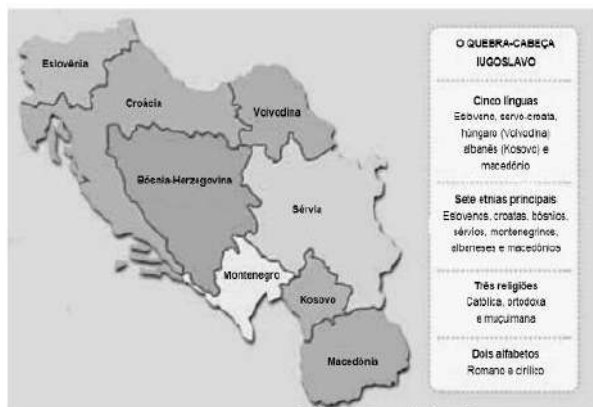 Eslovênia
Croácia
Voivodina
Bósnia-Herzegovina
Sérvia
Montenegro
Kosovo
Macedônia
O QUEBRA-CABEÇA
IUGOSLAVO
Cinco línguas
Esloveno, servo-croata,
húngaro (Voivodina)
albanês (Kosovo) e
macedônio
Sete etnias principais
Eslovenos, croatas, bósnios,
sérvios, montenegrinos,
albaneses e macedônios
Três religiões
Católica, ortodoxa
e muçulmana
Dois alfabetos
Romano e cirílico